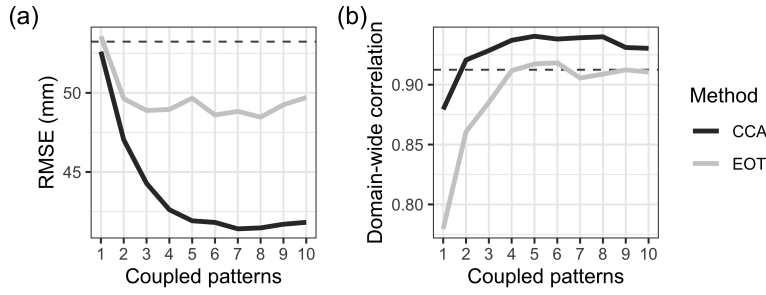 (a)
RMSE (mm)
50
45
1 2 3 4 5 6 7 8 9 10
Coupled patterns
(b)
Domain-wide correlation
0.90
0.85
0.80
1 2 3 4 5 6 7 8 9 10
Coupled patterns
Method
CCA
EOT